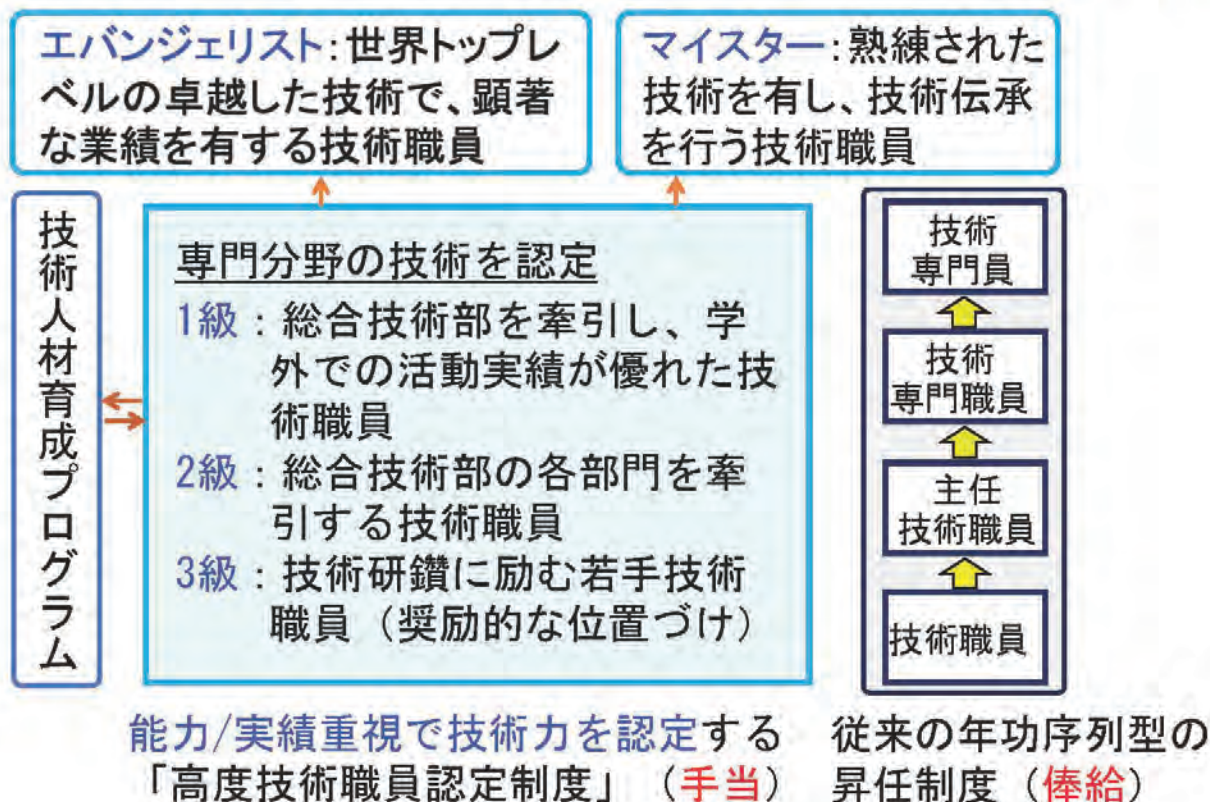 エバンジェリスト:世界トップレ
ベルの卓越した技術で、顕著
な業績を有する技術職員
マイスター:熟練された
技術を有し、技術伝承
を行う技術職員
技術人材育成プログラム
専門分野の技術を認定
1級:総合技術部を牽引し、学
外での活動実績が優れた技
術職員
2級:総合技術部の各部門を牽
引する技術職員
3級:技術研鑽に励む若手技術
職員(奨励的な位置づけ)
技術
専門員
技術
専門職員
主任
技術職員
技術職員
能力/実績重視で技術力を認定する
「高度技術職員認定制度」(手当)
従来の年功序列型の
昇任制度(俸給)